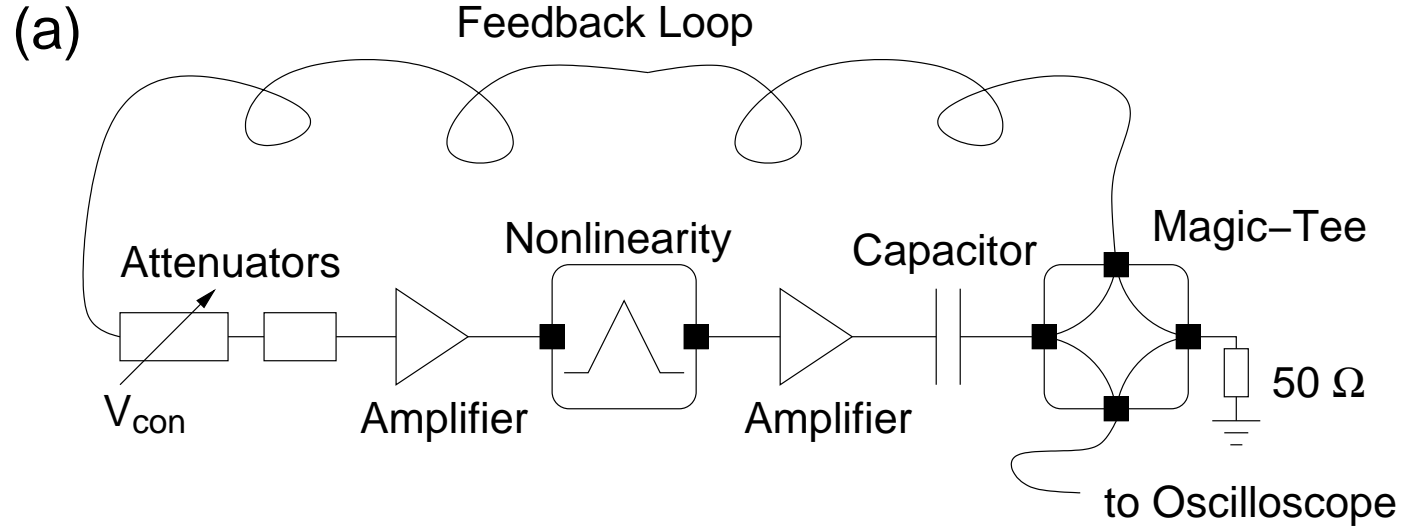 (a)
Feedback Loop
Magic–Tee
Nonlinearity
Capacitor
Attenuators
V_con
Amplifier
Amplifier
50 Ω
to Oscilloscope